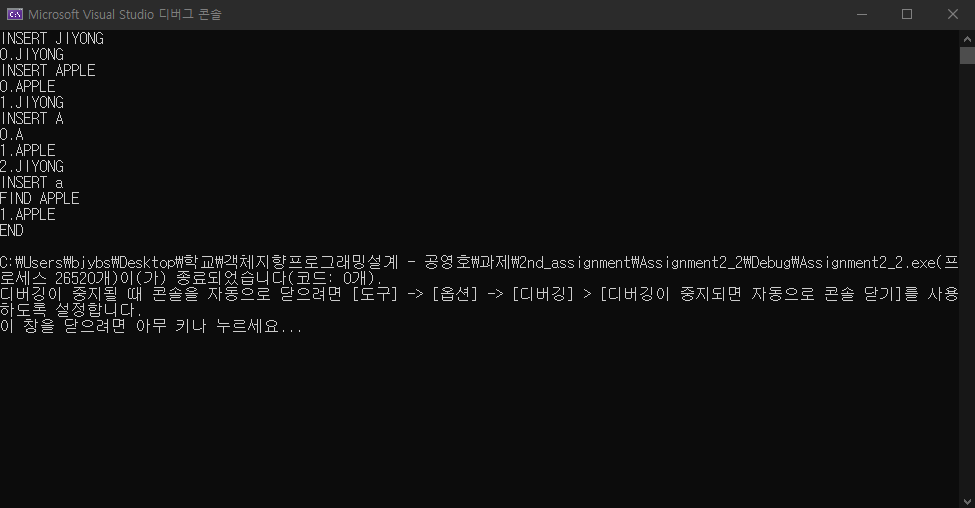 Microsoft Visual Studio 디버그 콘솔
INSERT JIYONG
0.JIYONG
INSERT APPLE
0.APPLE
1.JIYONG
INSERT A
0.A
1.APPLE
2.JIYONG
INSERT a
FIND APPLE
1.APPLE
END
C:₩Users₩bjybs₩Desktop₩학교₩객체지향프로그래밍설계 - 공영호₩과제₩2nd_assignment₩Assignment2_2₩Debug₩Assignment2_2.exe(프
로세스 26520개)이(가) 종료되었습니다(코드: 0개).
디버깅이 중지될 때 콘솔을 자동으로 닫으려면 [도구] -> [옵션] -> [디버깅] > [디버깅이 중지되면 자동으로 콘솔 닫기]를 사용
하도록 설정합니다.
이 창을 닫으려면 아무 키나 누르세요...